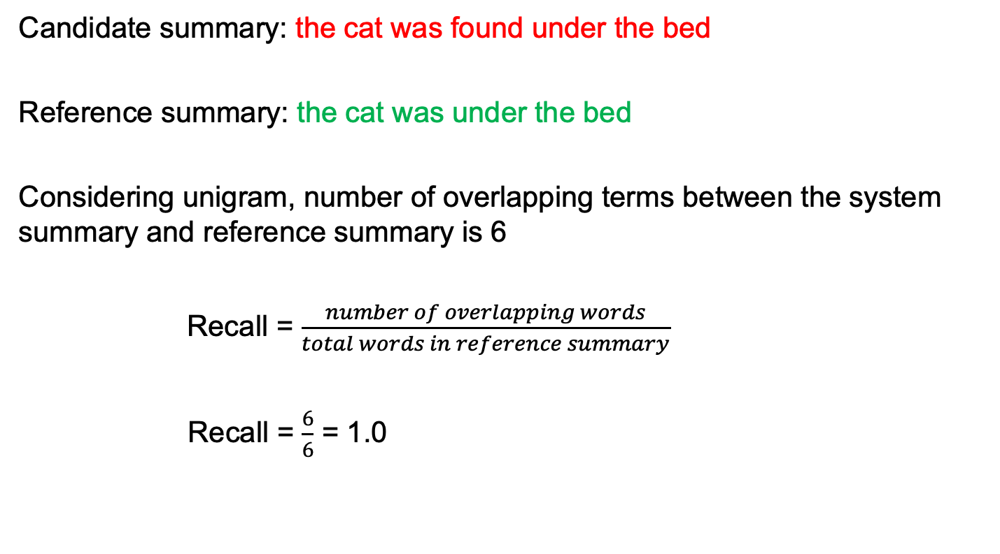 Candidate summary: the cat was found under the bed
Reference summary: the cat was under the bed
Considering unigram, number of overlapping terms between the system
summary and reference summary is 6
Recall = number of overlapping words / total words in reference summary
Recall = 6/6 = 1.0